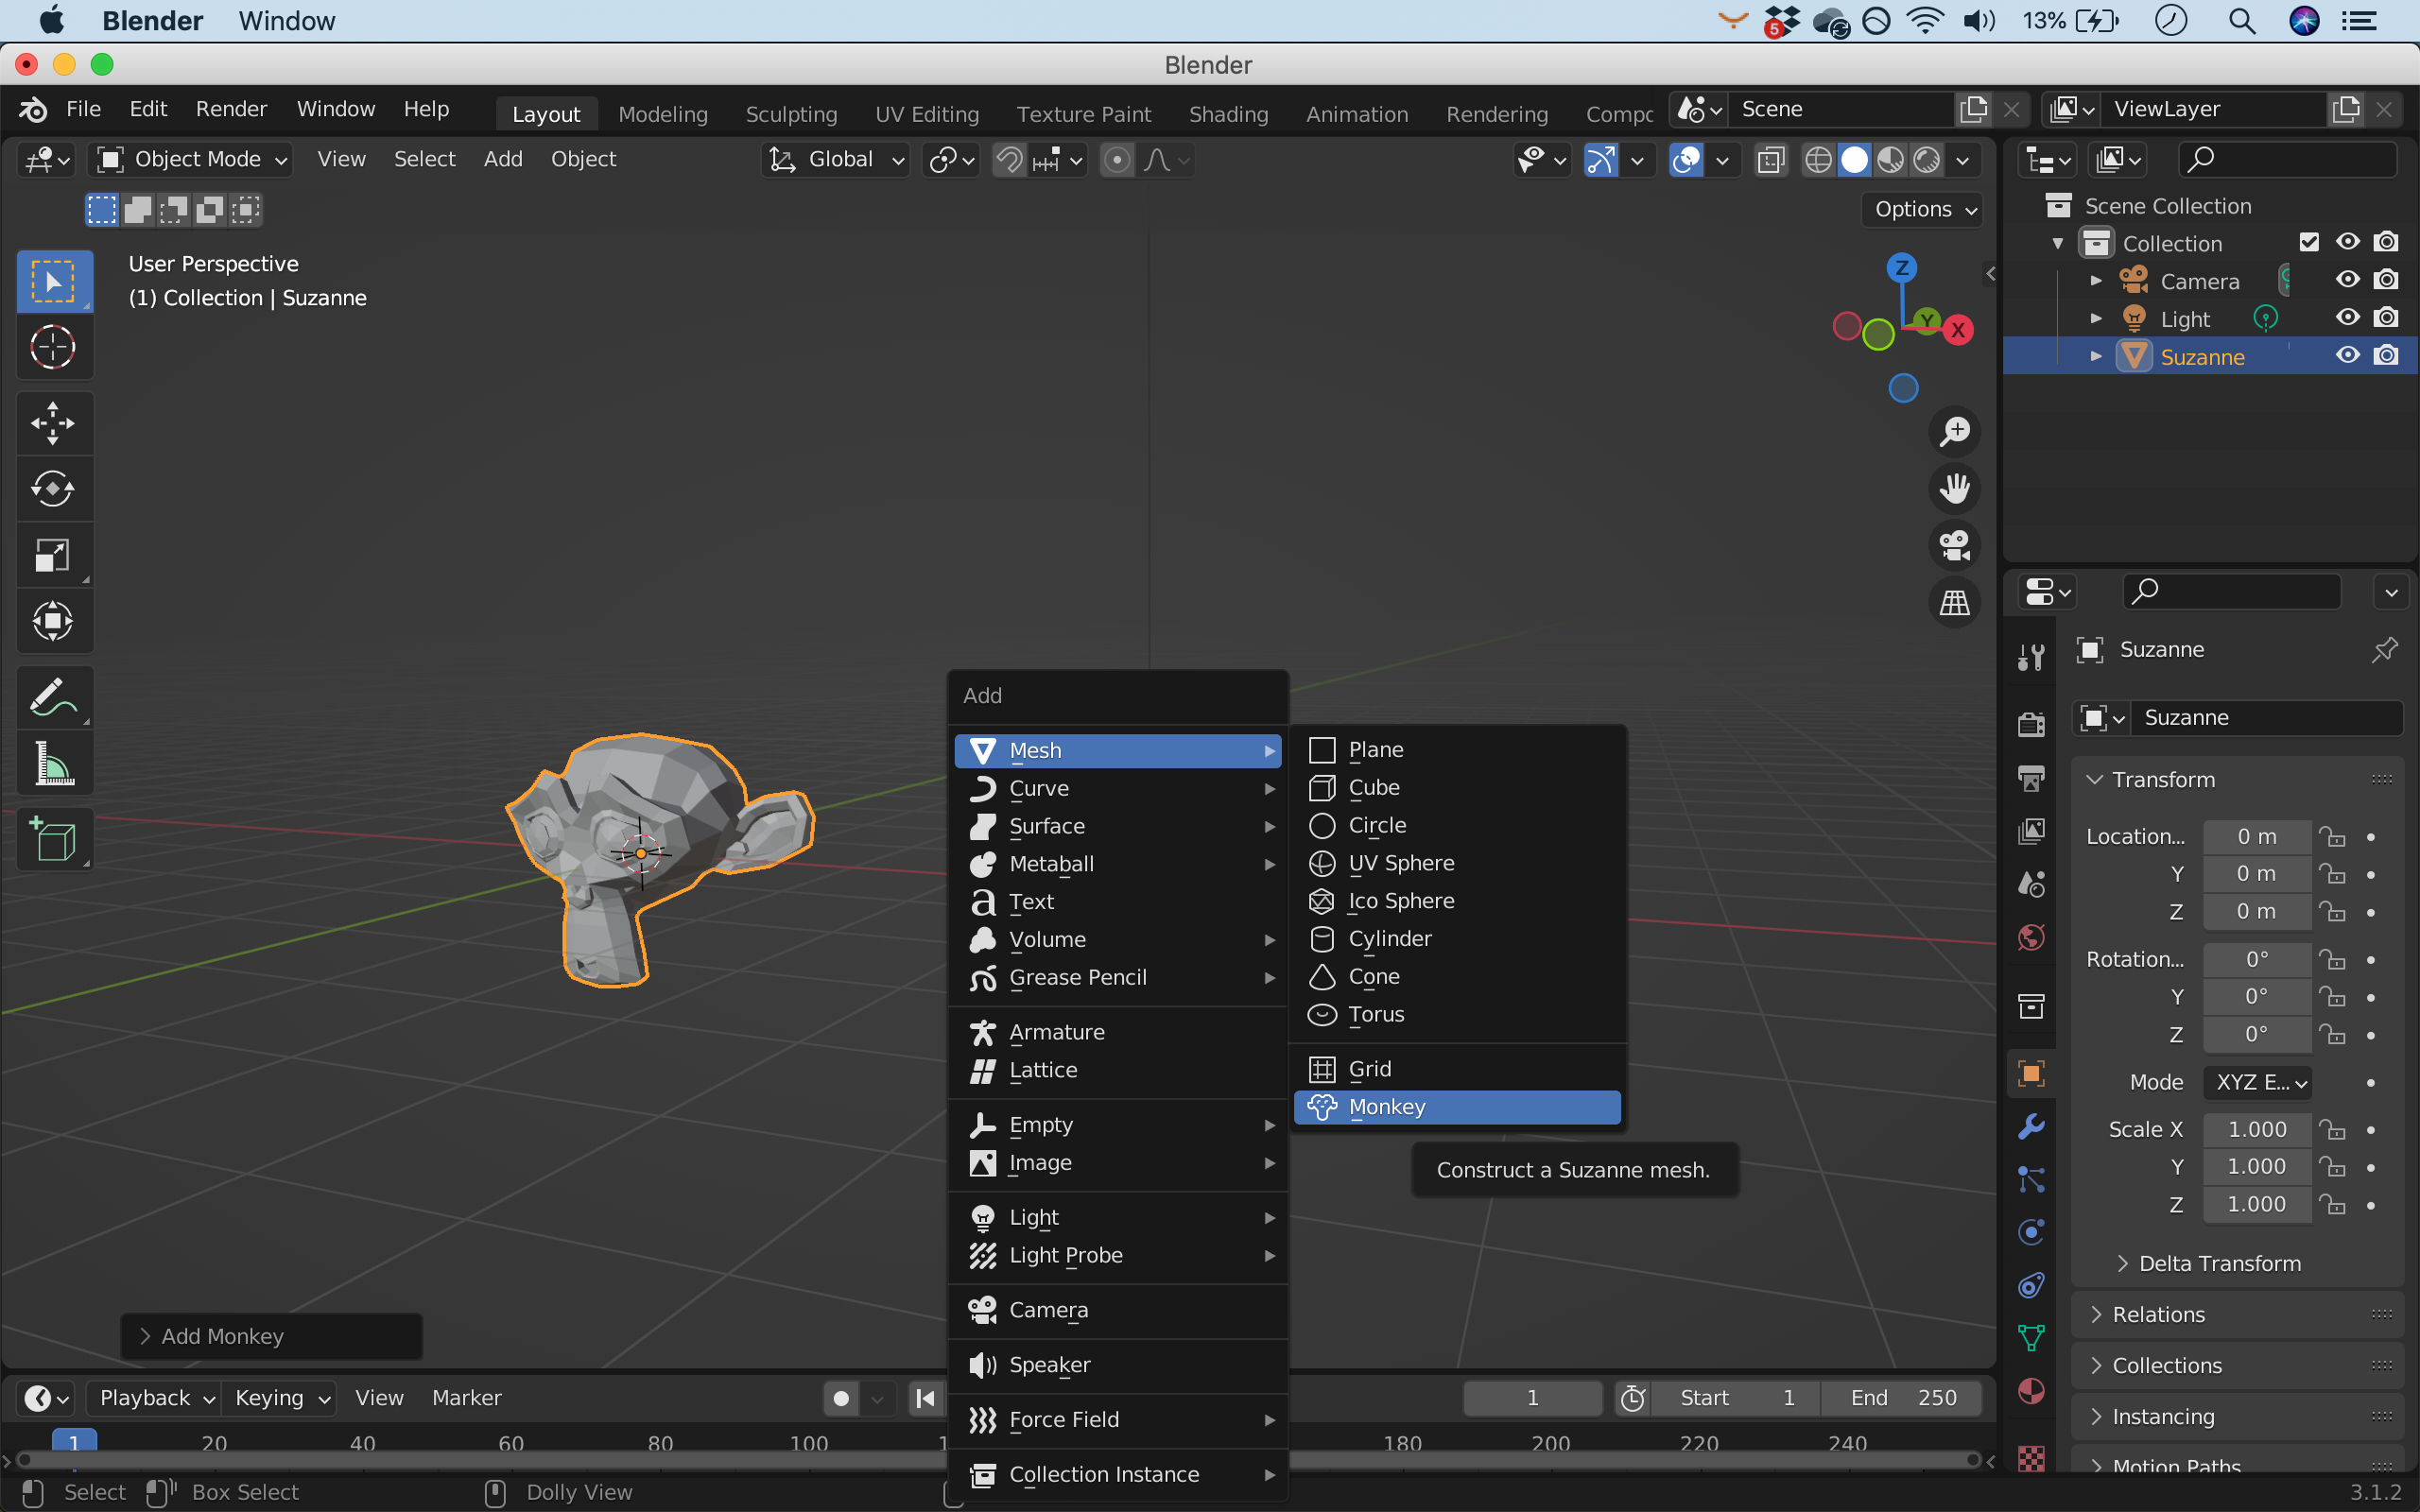 Blender Window 5 13%
Blender
File Edit Render Window Help Layout Modeling Sculpting UV Editing Texture Paint Shading Animation Rendering Compc Scene ViewLayer
Object Mode View Select Add Object Global
Options
User Perspective
(1) Collection | Suzanne
Z
Y
X
Scene Collection
Collection
Camera
Light
Suzanne
Suzanne
Suzanne
Transform
Location... 0 m
Y 0 m
Z 0 m
Rotation... 0°
Y 0°
Z 0°
Mode XYZ E...
Scale X 1.000
Y 1.000
Z 1.000
Delta Transform
Relations
Collections
Instancing
Motion Paths
Add
Mesh
Curve
Surface
Metaball
Text
Volume
Grease Pencil
Armature
Lattice
Empty
Image
Light
Light Probe
Camera
Speaker
Force Field
Collection Instance
Plane
Cube
Circle
UV Sphere
Ico Sphere
Cylinder
Cone
Torus
Grid
Monkey
Construct a Suzanne mesh.
Add Monkey
Playback Keying View Marker 1 Start 1 End 250
1 20 40 60 80 100 180 200 220 240
Select Box Select Dolly View 3.1.2